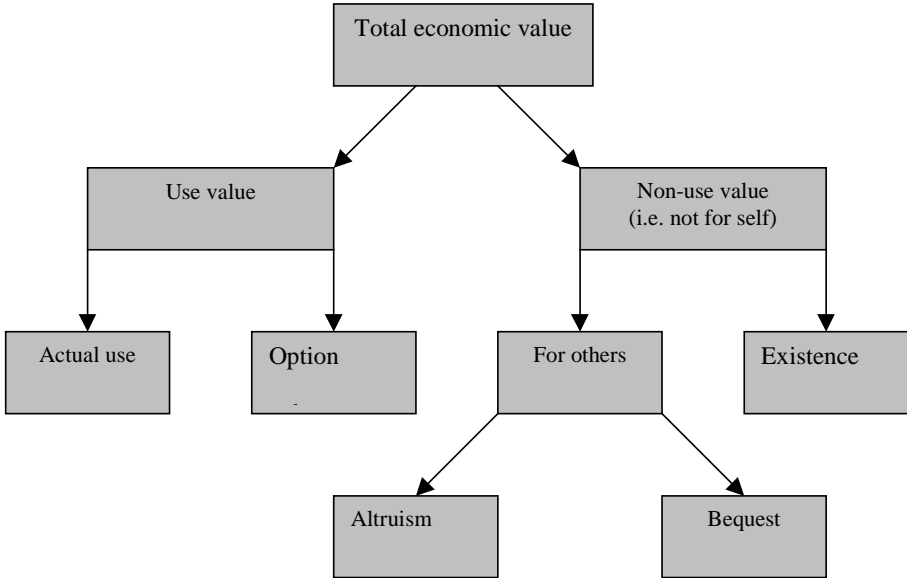 Total economic value
Use value
Non-use value
(i.e. not for self)
Actual use
Option
For others
Existence
Altruism
Bequest